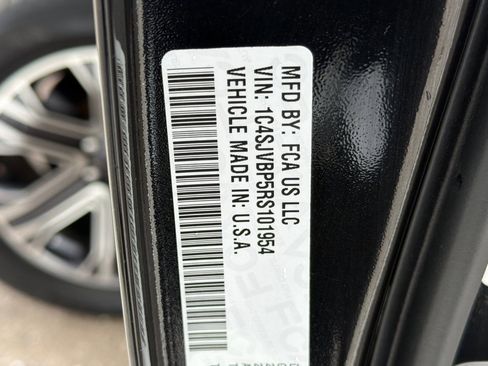 MFD BY: FCA US LLC
VIN: 1C4SJVBP5RS101954
VEHICLE MADE IN: U.S.A.